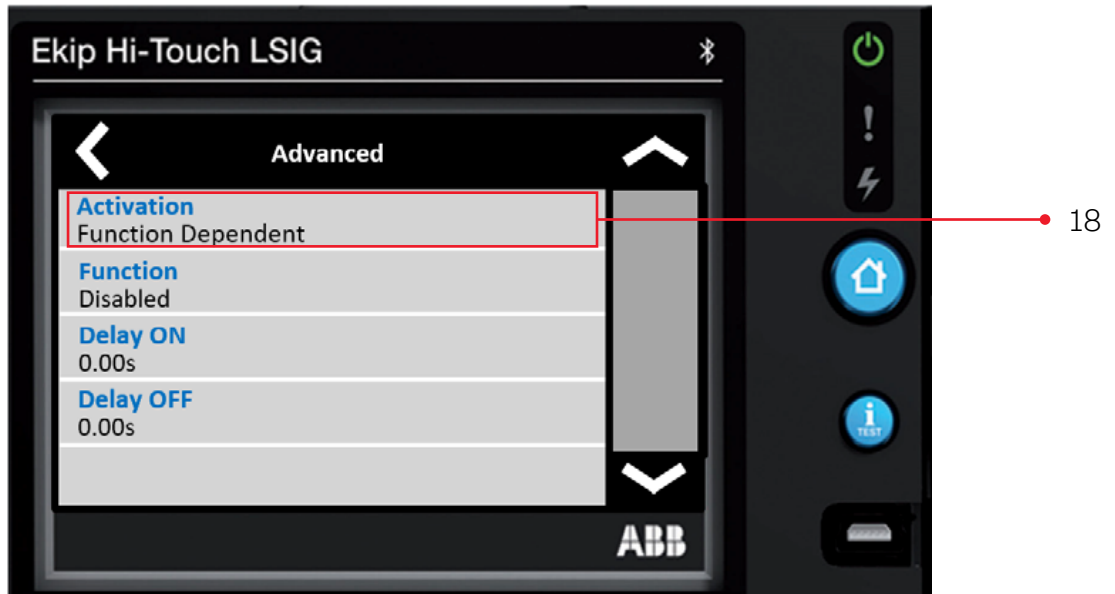 Ekip Hi-Touch LSIG
Advanced
Activation
Function Dependent
18
Function
Disabled
Delay ON
0.00s
Delay OFF
0.00s
i
TEST
ABB